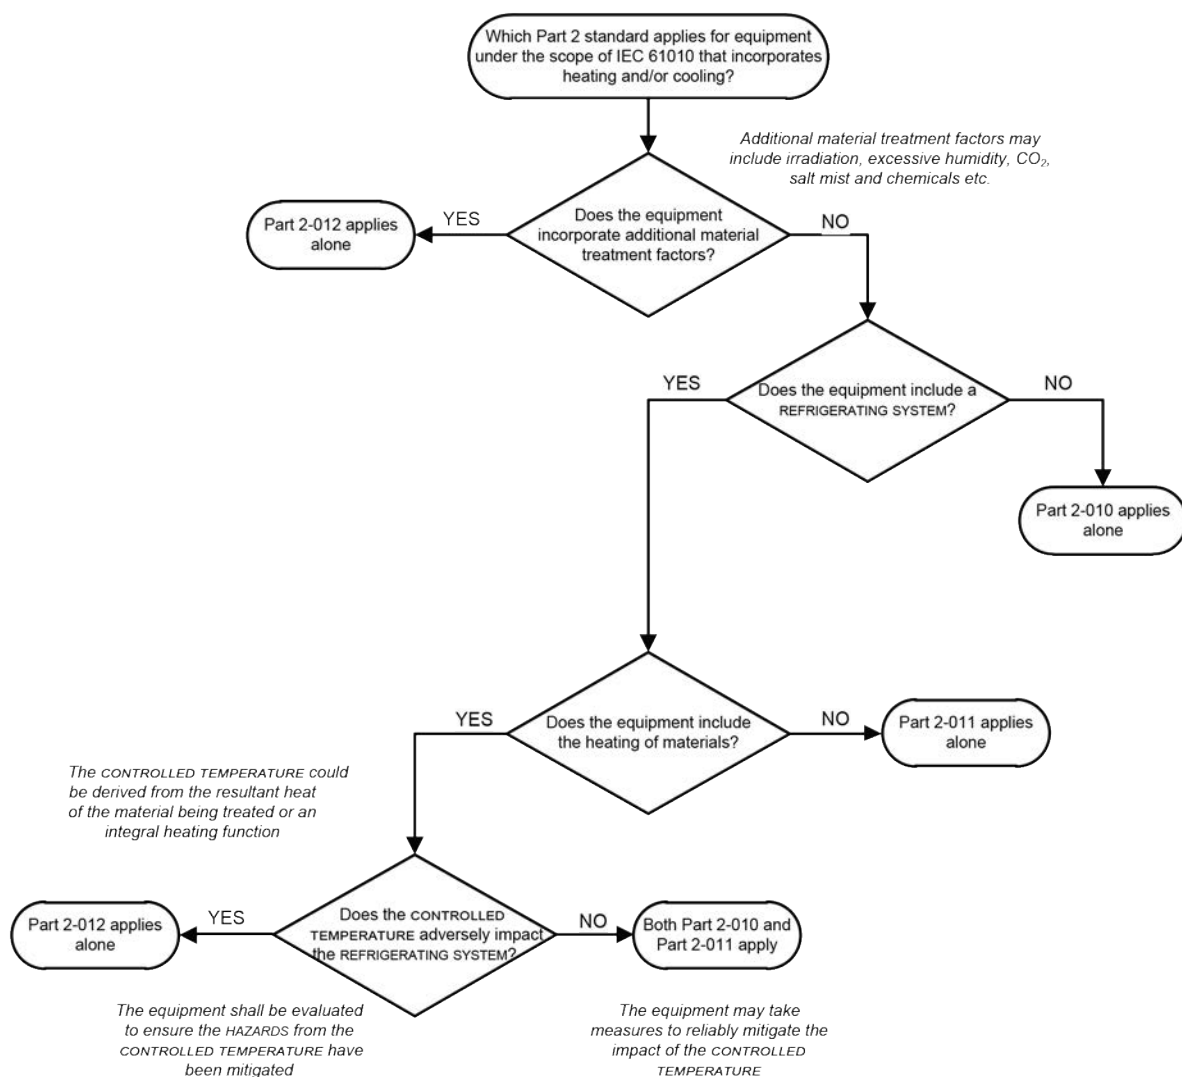 Which Part 2 standard applies for equipment
under the scope of IEC 61010 that incorporates
heating and/or cooling?
Additional material treatment factors may
include irradiation, excessive humidity, CO₂,
salt mist and chemicals etc.
Does the equipment
incorporate additional material
treatment factors?
YES
NO
Part 2-012 applies
alone
Does the equipment include a
REFRIGERATING SYSTEM?
YES
NO
Part 2-010 applies
alone
Does the equipment include
the heating of materials?
YES
NO
Part 2-011 applies
alone
The CONTROLLED TEMPERATURE could
be derived from the resultant heat
of the material being treated or an
integral heating function
Does the CONTROLLED
TEMPERATURE adversely impact
the REFRIGERATING SYSTEM?
YES
NO
Part 2-012 applies
alone
Both Part 2-010 and
Part 2-011 apply
The equipment shall be evaluated
to ensure the HAZARDS from the
CONTROLLED TEMPERATURE have
been mitigated
The equipment may take
measures to reliably mitigate the
impact of the CONTROLLED
TEMPERATURE